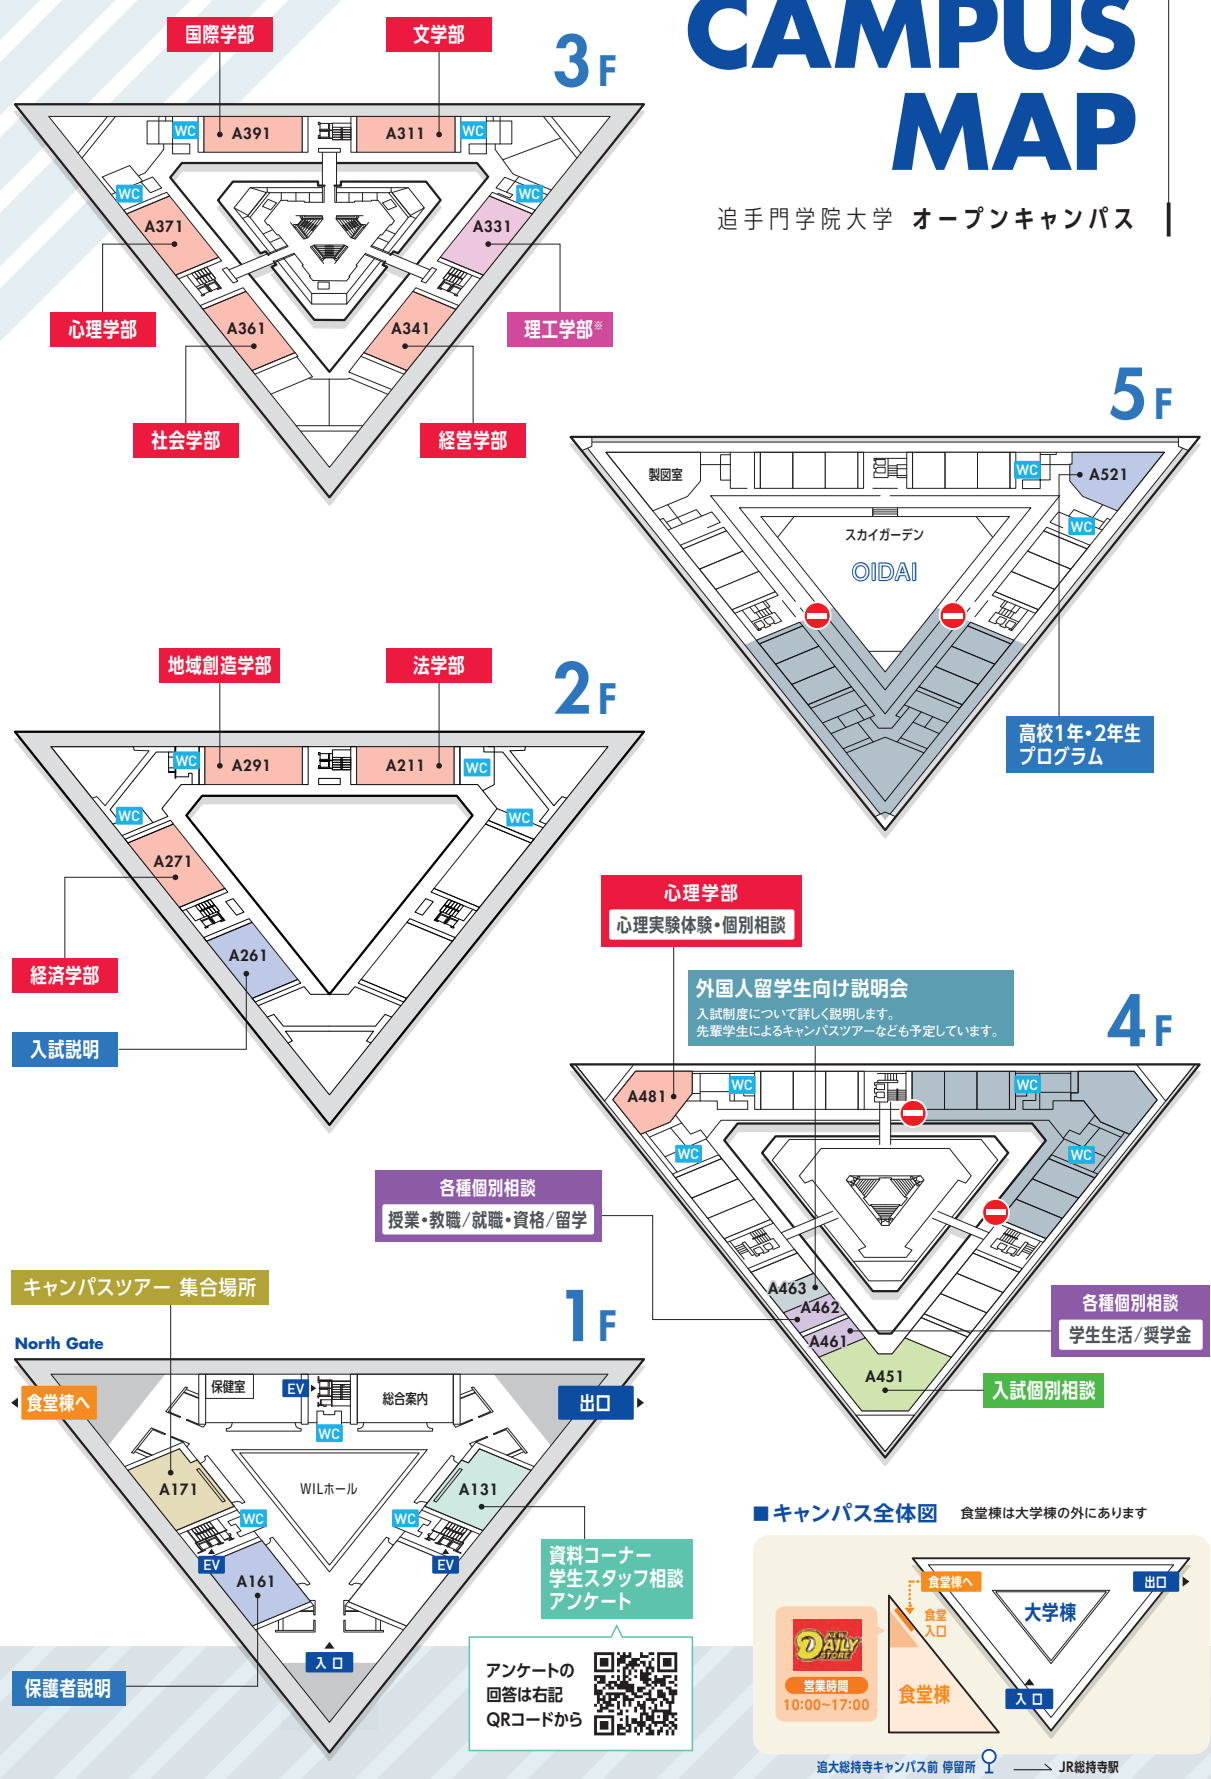 CAMPUS
MAP
追手門学院大学 オープンキャンパス
3F
国際学部
文学部
WC
A391
A311
WC
WC
WC
A371
A331
A361
A341
心理学部
理工学部※
社会学部
経営学部
5F
製図室
WC
A521
WC
スカイガーデン
OIDAI
高校1年・2年生
プログラム
2F
地域創造学部
法学部
WC
A291
A211
WC
WC
WC
A271
A261
経済学部
入試説明
4F
心理学部
心理実験体験・個別相談
外国人留学生向け説明会
入試制度について詳しく説明します。
先輩学生によるキャンパスツアーなども予定しています。
A481
WC
WC
WC
WC
各種個別相談
授業・教職/就職・資格/留学
A463
A462
A461
A451
各種個別相談
学生生活/奨学金
入試個別相談
1F
キャンパスツアー 集合場所
North Gate
食堂棟へ
保健室
EV
総合案内
出口
WC
A171
WILホール
A131
WC
WC
EV
EV
A161
資料コーナー
学生スタッフ相談
アンケート
入口
保護者説明
アンケートの
回答は右記
QRコードから
■キャンパス全体図 食堂棟は大学棟の外にあります
食堂棟へ
出口
食堂
入口
大学棟
NEW
DAILY
STORE
営業時間
10:00~17:00
食堂棟
入口
追大総持寺キャンパス前 停留所
JR総持寺駅